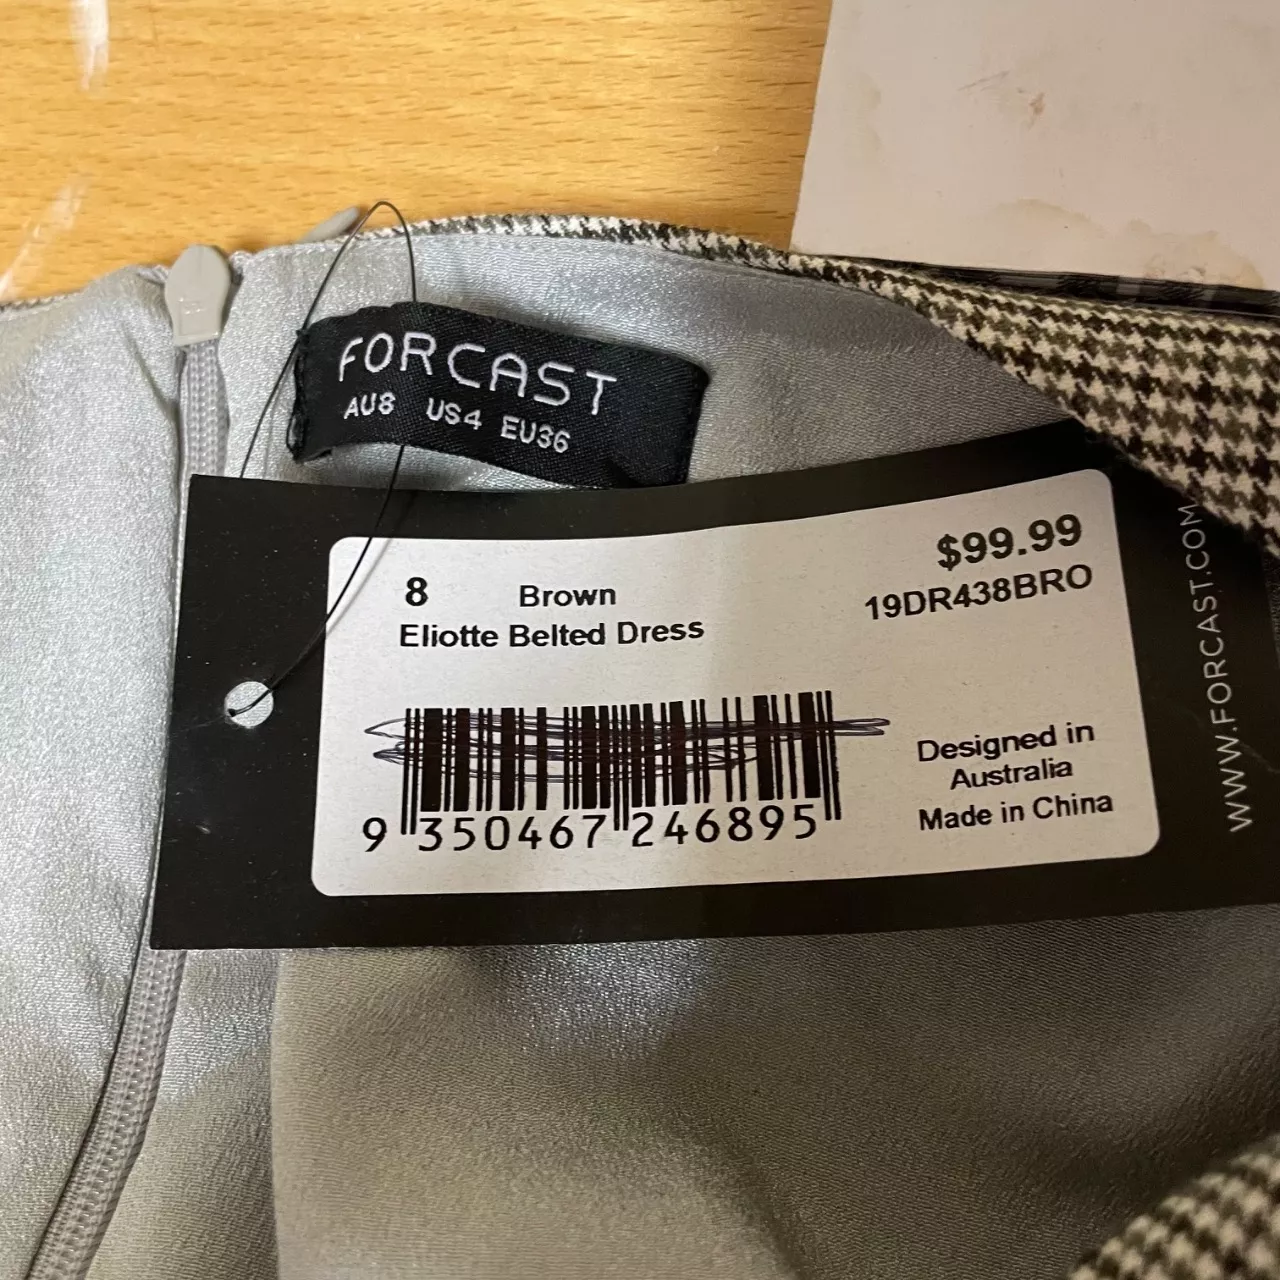 FORCAST
AU8 US4 EU36
8 Brown
Eliotte Belted Dress
$99.99
19DR438BRO
9 350467 246895
Designed in
Australia
Made in China
WWW.FORCAST.COM